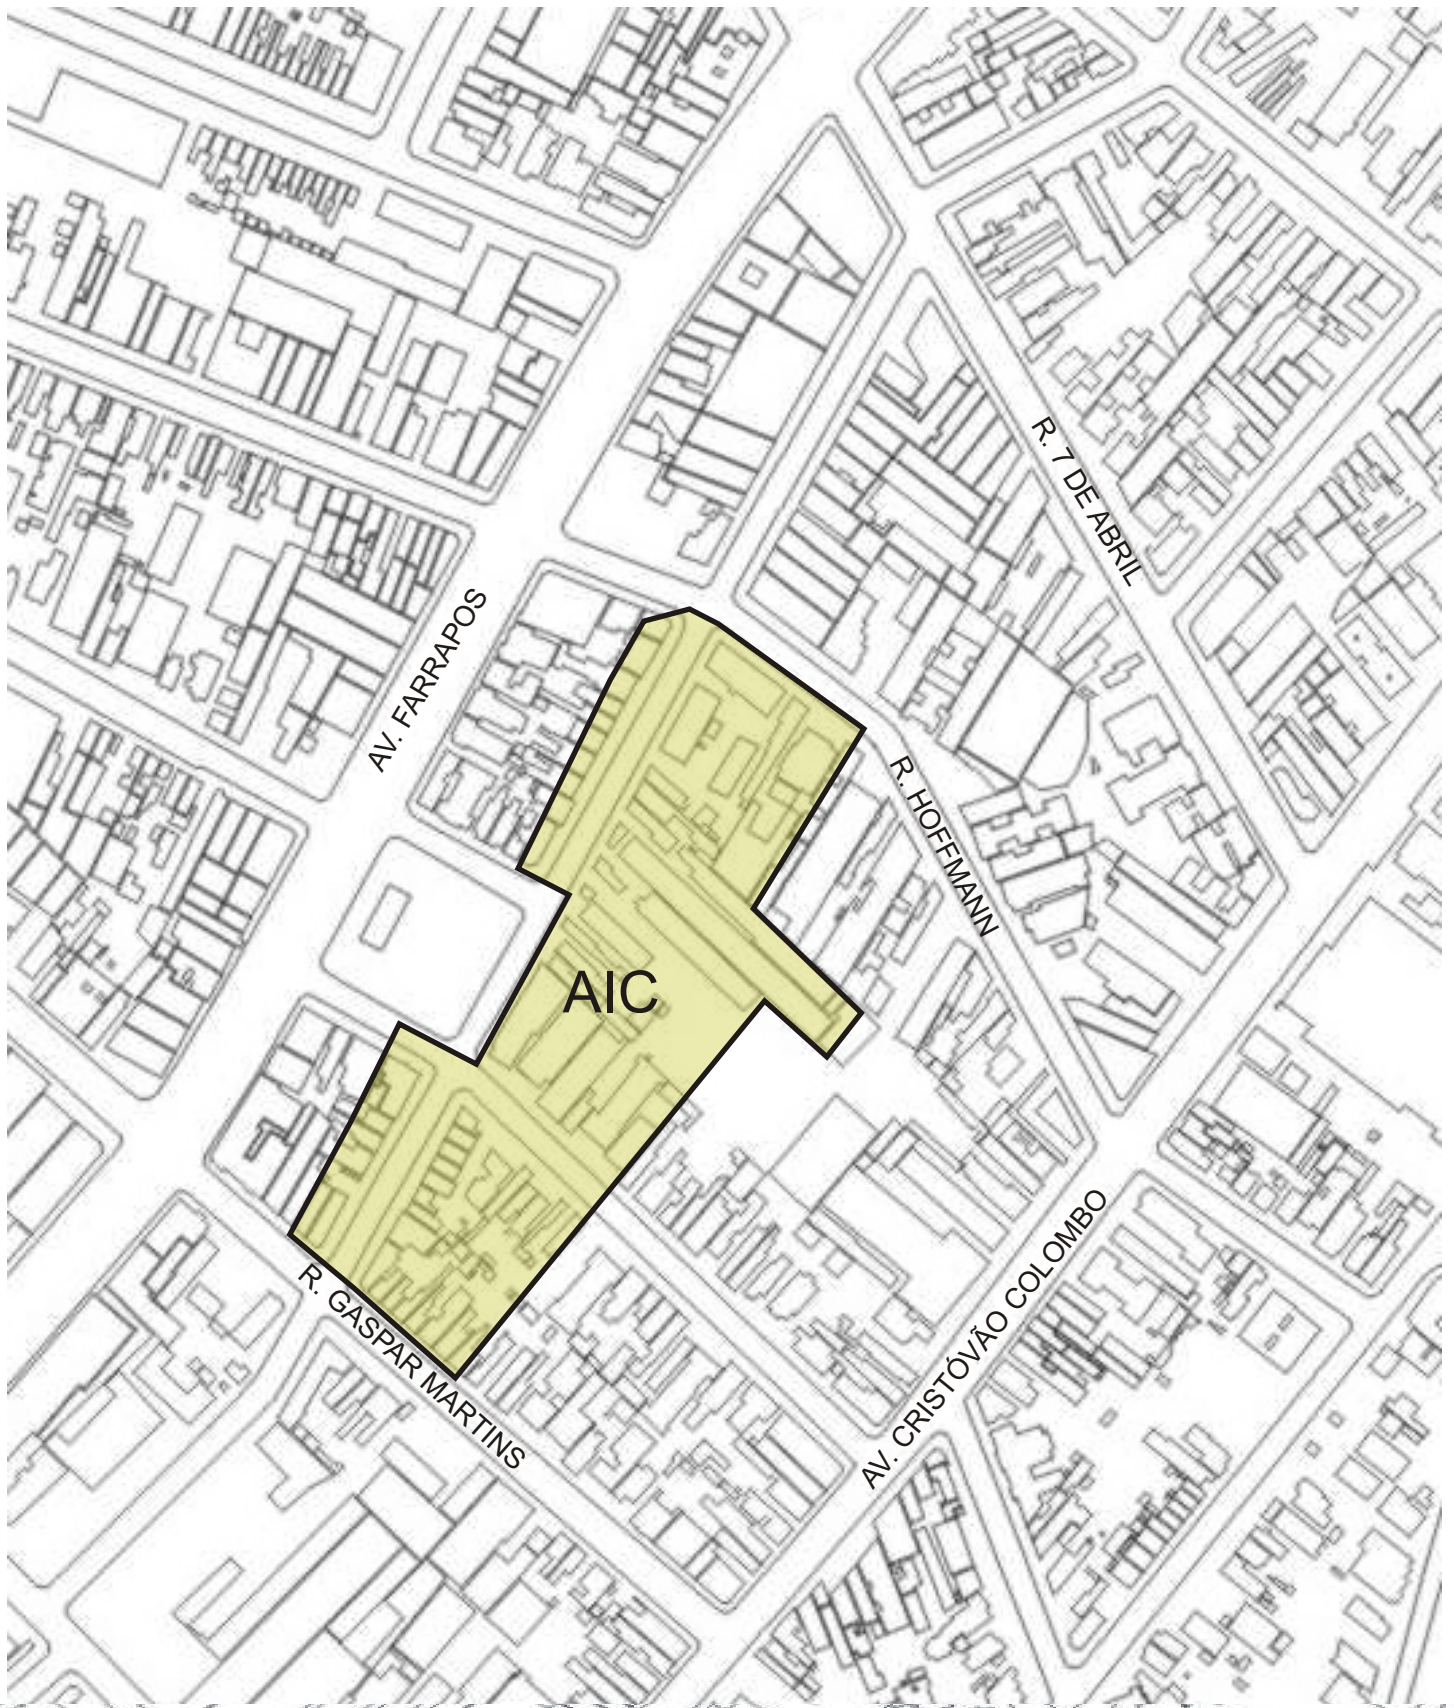 R. 7 DE ABRIL
AV. FARRAPOS
R. HOFFMANN
AIC
AV. CRISTÓVÃO COLOMBO
R. GASPAR MARTINS